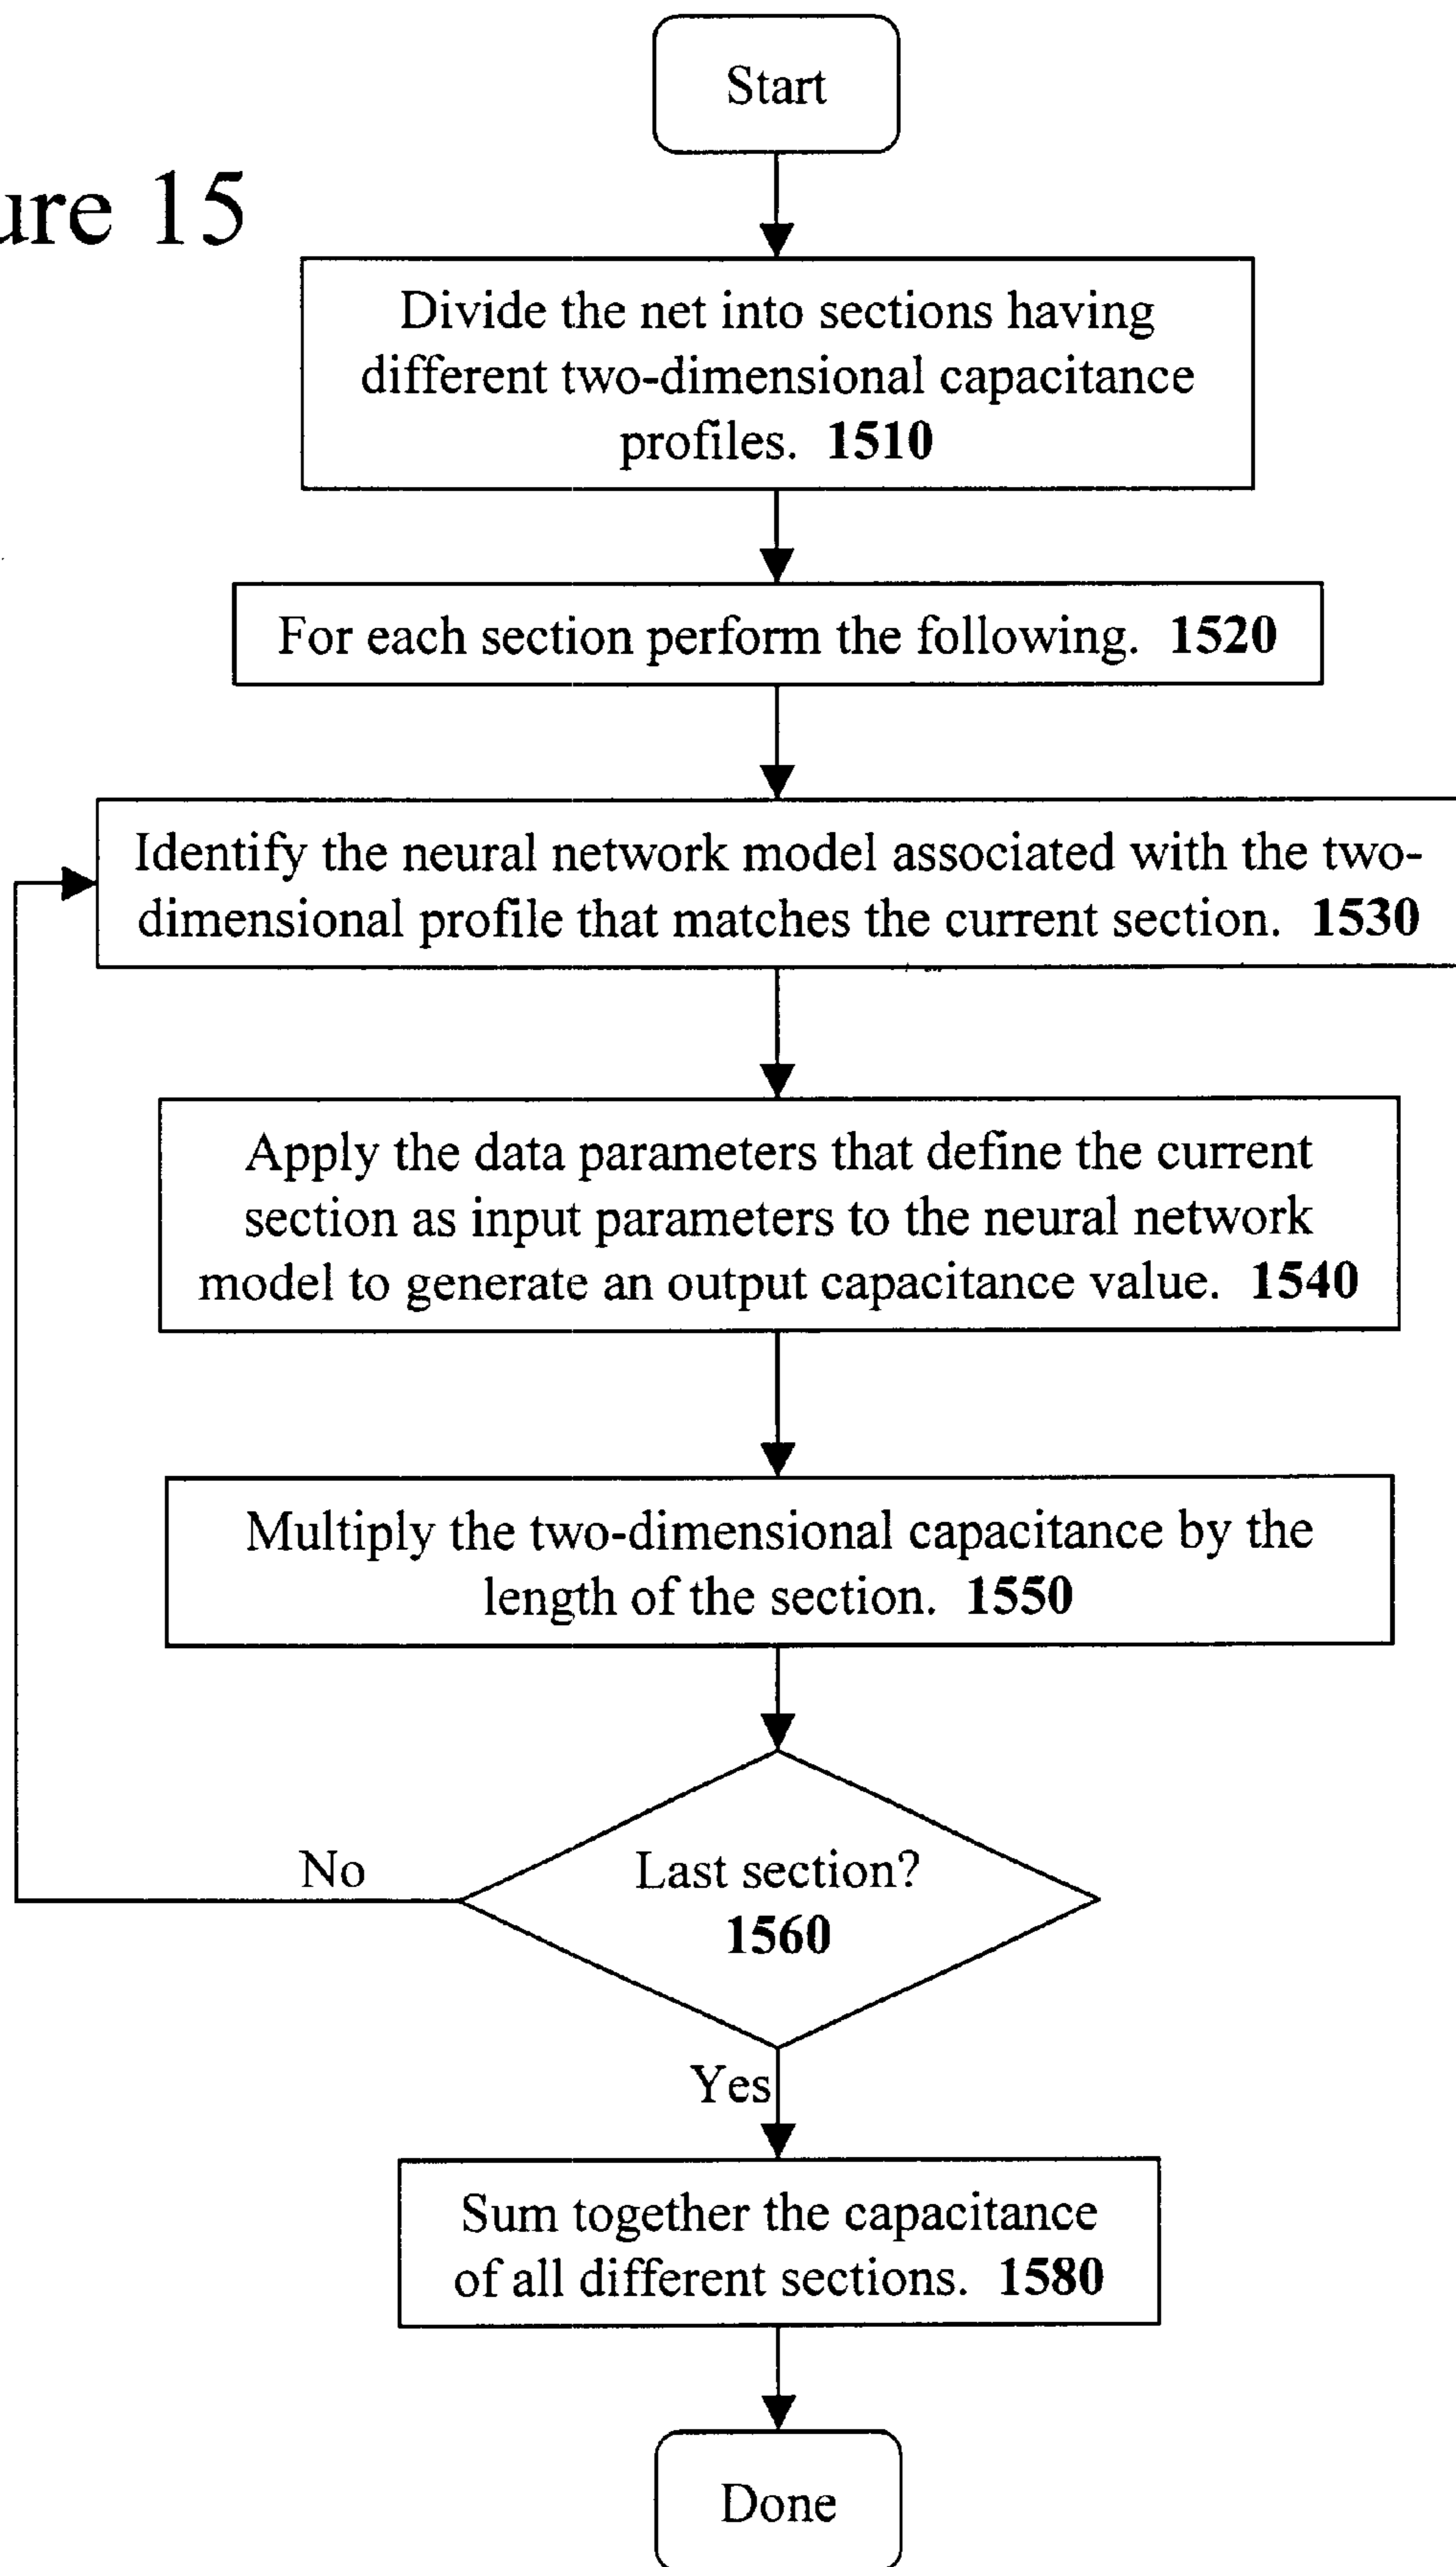 Start
ure 15
Divide the net into sections having
different two-dimensional capacitance
profiles. 1510
For each section perform the following. 1520
Identify the neural network model associated with the two-
dimensional profile that matches the current section. 1530
Apply the data parameters that define the current
section as input parameters to the neural network
model to generate an output capacitance value. 1540
Multiply the two-dimensional capacitance by the
length of the section. 1550
No
Last section?
1560
Yes
Sum together the capacitance
of all different sections. 1580
Done